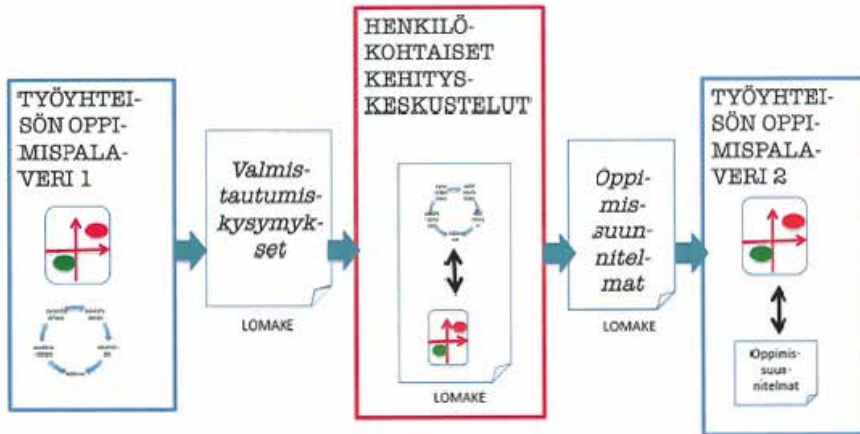 TYÖYHTEI-
SÖN OPPI-
MISPALA-
VERI 1
Valmis-
tautumis-
kysymyk-
set
LOMAKE
HENKILÖ-
KOHTAISET
KEHITYS-
KESKUSTELUT
LOMAKE
Oppi-
mis-
suun-
nitel-
mat
LOMAKE
TYÖYHTEI-
SÖN OPPI-
MISPALA-
VERI 2
Oppimis-
suun-
nitelmat